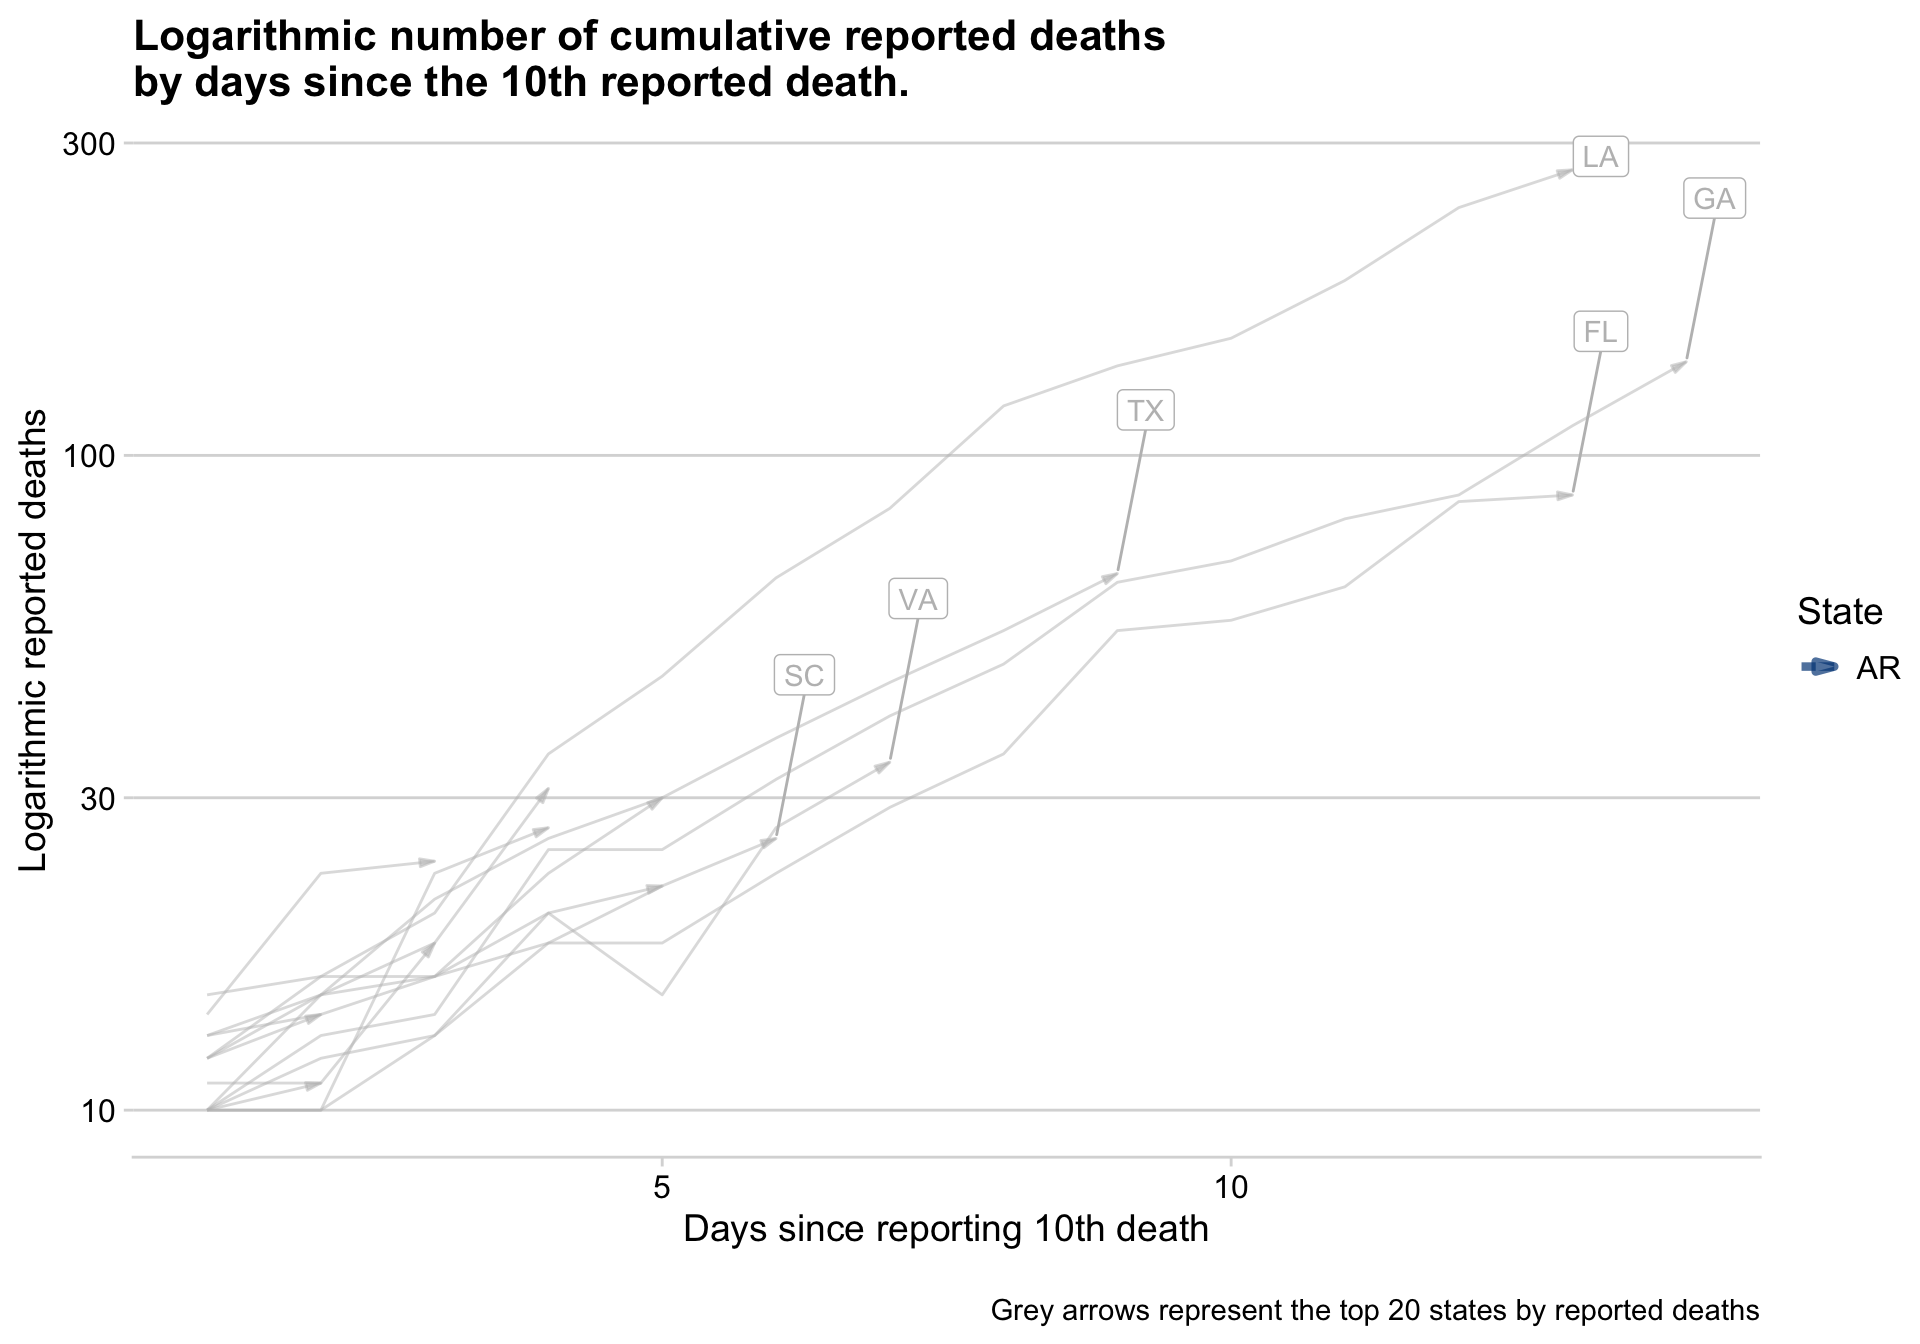 Logarithmic number of cumulative reported deaths
by days since the 10th reported death.
300
100
30
10
Logarithmic reported deaths
LA
GA
FL
TX
VA
SC
State
AR
5
10
Days since reporting 10th death
Grey arrows represent the top 20 states by reported deaths